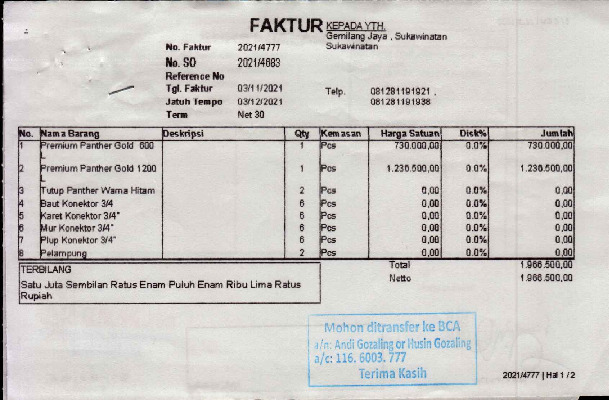 FAKTUR
KEPADA YTH.
Gemilang Jaya , Sukawinatan
Sukawinatan
No. Faktur 2021/4777
No. SO 2021/4683
Reference No
Tgl. Faktur 03/11/2021
Jatuh Tempo 03/12/2021
Term Net 30
Telp. 081281191921 .
081281191938
No. Nama Barang Deskripsi Qty Kemasan Harga Satuan Disk% Jumlah
1 Premium Panther Gold 600 L 1 Pcs 730.000,00 0.0% 730.000,00
2 Premium Panther Gold 1200 L 1 Pcs 1.236.500,00 0.0% 1.236.500,00
3 Tutup Panther Warna Hitam 2 Pcs 0,00 0.0% 0,00
4 Baut Konektor 3/4 6 Pcs 0,00 0.0% 0,00
5 Karet Konektor 3/4" 6 Pcs 0,00 0.0% 0,00
6 Mur Konektor 3/4" 6 Pcs 0,00 0.0% 0,00
7 Plup Konektor 3/4" 6 Pcs 0,00 0.0% 0,00
8 Pelampung 2 Pcs 0,00 0.0% 0,00
TERBILANG
Satu Juta Sembilan Ratus Enam Puluh Enam Ribu Lima Ratus
Rupiah
Total 1.966.500,00
Netto 1.966.500,00
Mohon ditransfer ke BCA
a/n: Andi Gozaling or Husin Gozaling
a/c: 116. 6003. 777
Terima Kasih
2021/4777 | Hal 1 / 2